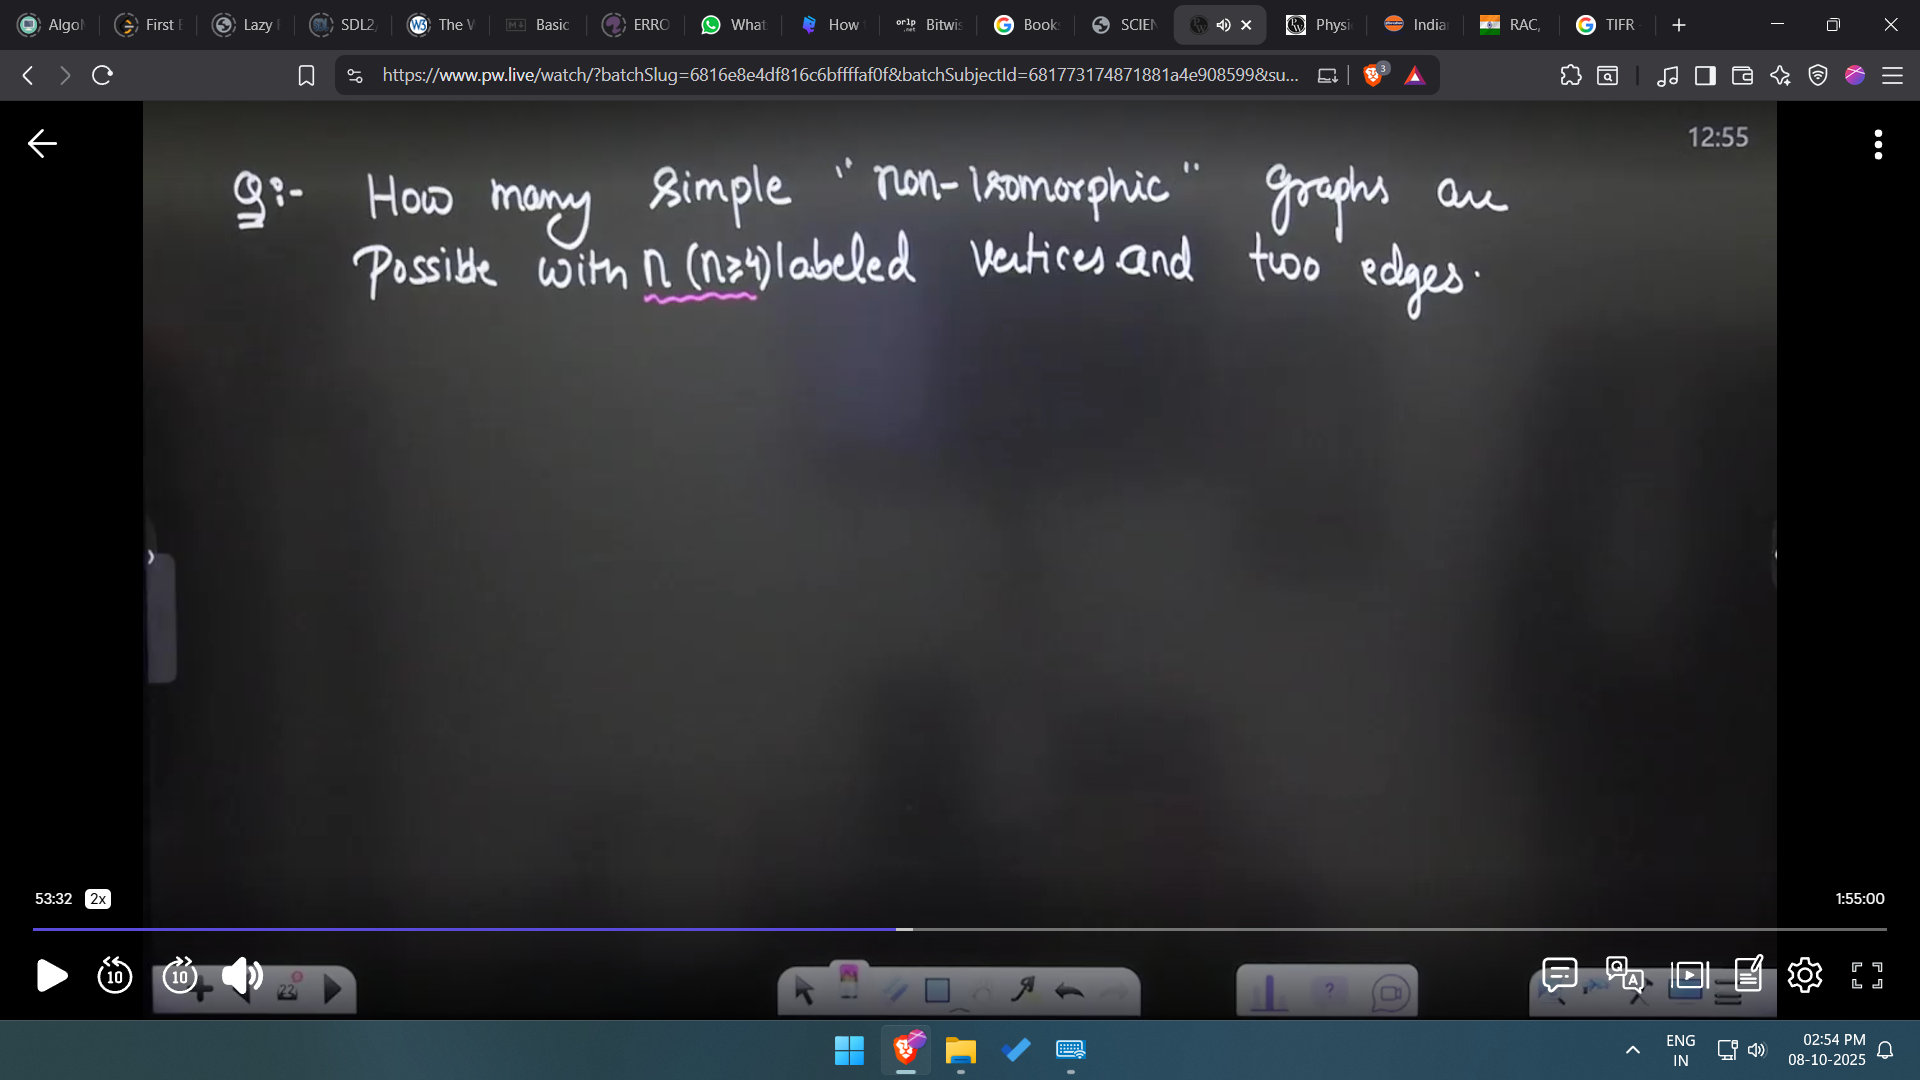 Algo First Lazy SDL2, The W Basic ERRO What How Bitwis Book SCIEN Physi India RAC, TIFR
https://www.pw.live/watch/?batchSlug=6816e8e4df816c6bffffaf0f&batchSubjectId=681773174871881a4e908599&su... 3
12:55
Q:- How many simple "non-isomorphic" graphs are
Possible with n (n≥4) labeled vertices and two edges.
53:32 2x 1:55:00
10 10 22
ENG 02:54 PM
IN 08-10-2025